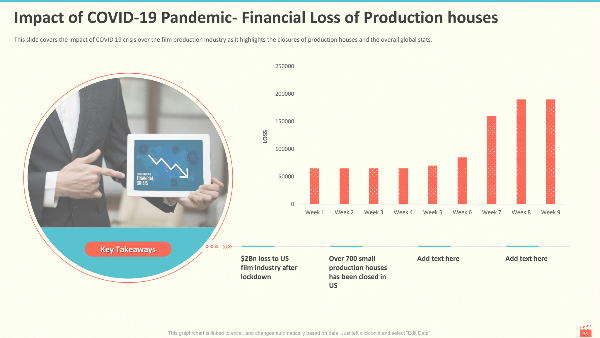 Impact of COVID-19 Pandemic- Financial Loss of Production houses
This slide covers the impact of COVID 19 crisis over the film production industry as it highlights the closures of production houses and the overall global stats.
250000
200000
150000
100000
50000
0
LOSS
Week 1 Week 2 Week 3 Week 4 Week 5 Week 6 Week 7 Week 8 Week 9
FINANCIAL
CRISIS
Key Takeaways
$2Bn loss to US
film industry after
lockdown
Over 700 small
production houses
has been closed in
US
Add text here
Add text here
This graph/chart is linked to excel, and changes automatically based on data. Just left click on it and select "Edit Data".